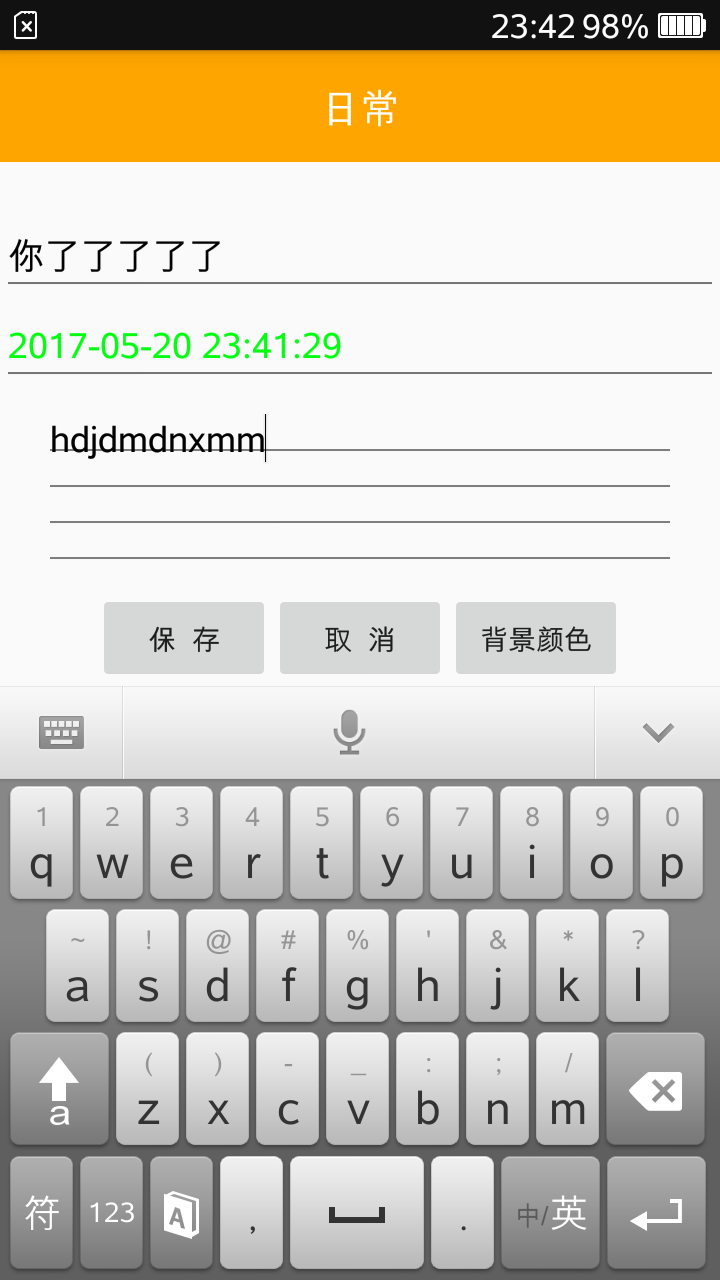 23:42 98%
日常
你了了了了了
2017-05-20 23:41:29
hdjdmdnxmm
保 存 取 消 背景颜色
1 2 3 4 5 6 7 8 9 0
q w e r t y u i o p
~ ! @ # % ' & * ?
a s d f g h j k l
( ) - _ : ; /
a z x c v b n m
符 123 A , . 中/英